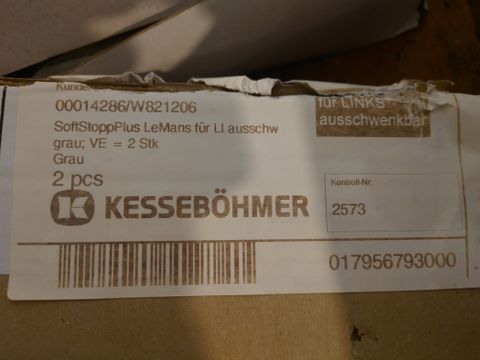 00014286/W821206
SoftStoppPlus LeMans für LI ausschw
grau; VE = 2 Stk
Grau
2 pcs
K KESSEBÖHMER
für LINKS
ausschwenkbar
Kontroll-Nr.
2573
017956793000